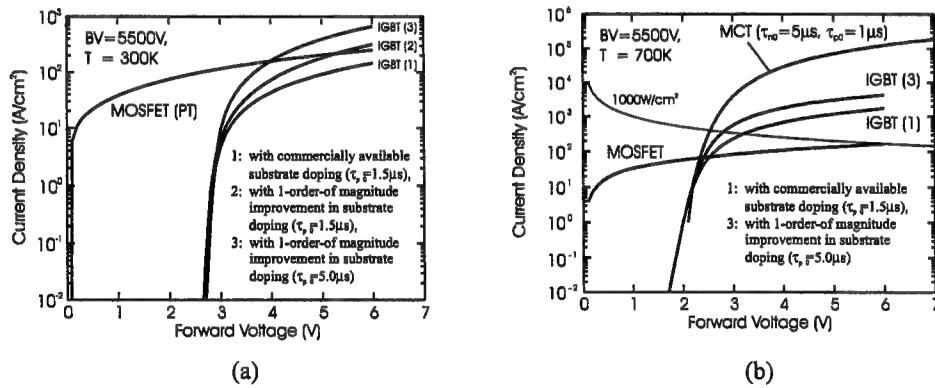 10³
10²
10¹
10⁰
10⁻¹
10⁻²
Current Density (A/cm²)
BV=5500V,
T = 300K
MOSFET (PT)
IGBT (3)
IGBT (2)
IGBT (1)
1: with commercially available
substrate doping (τp,E=1.5μs),
2: with 1-order-of magnitude
improvement in substrate
doping (τp,E=1.5μs),
3: with 1-order-of magnitude
improvement in substrate
doping (τp,E=5.0μs)
0 1 2 3 4 5 6 7
Forward Voltage (V)
(a)
10⁶
10⁵
10⁴
10³
10²
10¹
10⁰
10⁻¹
10⁻²
Current Density (A/cm²)
BV=5500V,
T = 700K
MCT (τno=5μs, τpo=1μs)
1000W/cm²
MOSFET
IGBT (3)
IGBT (1)
1: with commercially available
substrate doping (τp,E=1.5μs),
3: with 1-order-of magnitude
improvement in substrate
doping (τp,E=5.0μs)
0 1 2 3 4 5 6 7
Forward Voltage (V)
(b)